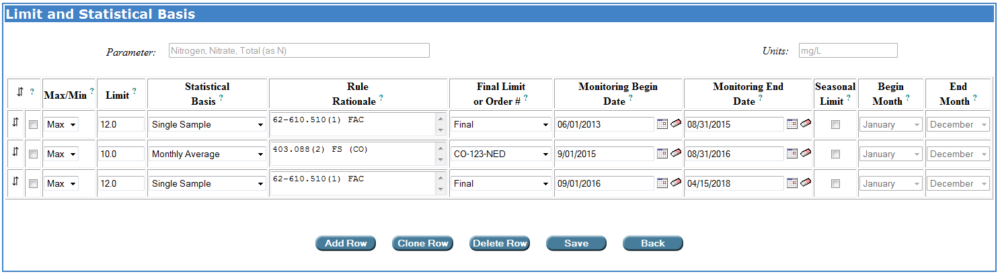 Limit and Statistical Basis
Parameter: Nitrogen, Nitrate, Total (as N) Units: mg/L
? Max/Min ? Limit ? Statistical Basis ? Rule Rationale ? Final Limit or Order # ? Monitoring Begin Date ? Monitoring End Date ? Seasonal Limit ? Begin Month ? End Month ?
Max 12.0 Single Sample 62-610.510(1) FAC Final 06/01/2013 08/31/2015 January December
Max 10.0 Monthly Average 403.088(2) FS (CO) CO-123-NED 9/01/2015 08/31/2016 January December
Max 12.0 Single Sample 62-610.510(1) FAC Final 09/01/2016 04/15/2018 January December
Add Row Clone Row Delete Row Save Back